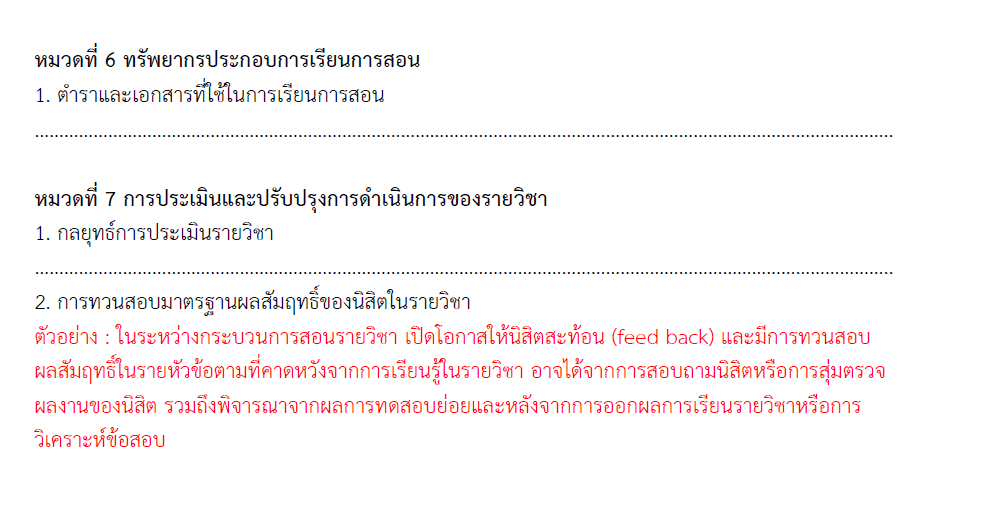 หมวดที่ 6 ทรัพยากรประกอบการเรียนการสอน
1. ตำราและเอกสารที่ใช้ในการเรียนการสอน
................................................................................................................................................................................
หมวดที่ 7 การประเมินและปรับปรุงการดำเนินการของรายวิชา
1. กลยุทธ์การประเมินรายวิชา
................................................................................................................................................................................
2. การทวนสอบมาตรฐานผลสัมฤทธิ์ของนิสิตในรายวิชา
ตัวอย่าง : ในระหว่างกระบวนการสอนรายวิชา เปิดโอกาสให้นิสิตสะท้อน (feed back) และมีการทวนสอบ
ผลสัมฤทธิ์ในรายหัวข้อตามที่คาดหวังจากการเรียนรู้ในรายวิชา อาจได้จากการสอบถามนิสิตหรือการสุ่มตรวจ
ผลงานของนิสิต รวมถึงพิจารณาจากผลการทดสอบย่อยและหลังจากการออกผลการเรียนรายวิชาหรือการ
วิเคราะห์ข้อสอบ